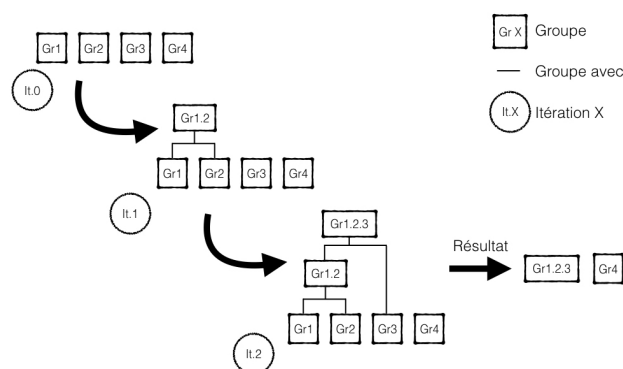 Gr1 Gr2 Gr3 Gr4
It.0
Gr X Groupe
Groupe avec
It.X Itération X
Gr1.2
Gr1 Gr2 Gr3 Gr4
It.1
Gr1.2.3
Gr1.2
Gr1 Gr2 Gr3 Gr4
It.2
Résultat
Gr1.2.3 Gr4